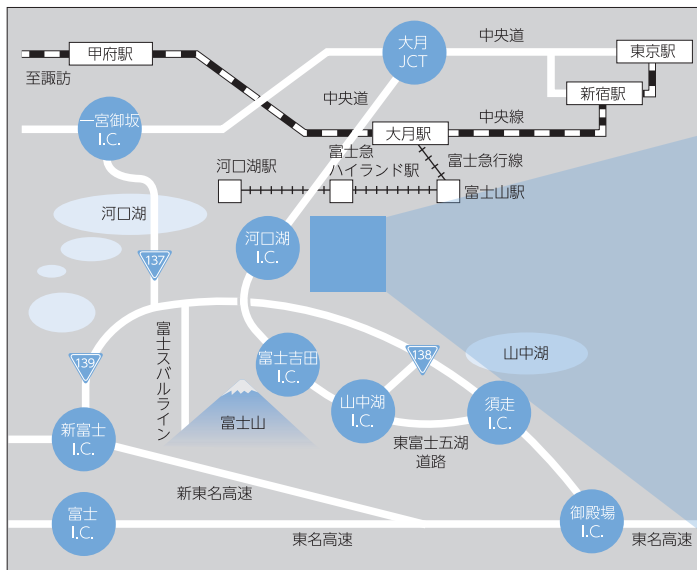 甲府駅
大月
JCT
中央道
東京駅
至諏訪
新宿駅
中央道
中央線
一宮御坂
I.C.
大月駅
富士急
ハイランド駅
富士急行線
河口湖駅
富士山駅
河口湖
河口湖
I.C.
137
富士スバルライン
139
富士吉田
I.C.
138
山中湖
富士山
山中湖
I.C.
須走
I.C.
新富士
I.C.
東富士五湖
道路
新東名高速
富士
I.C.
東名高速
御殿場
I.C.
東名高速